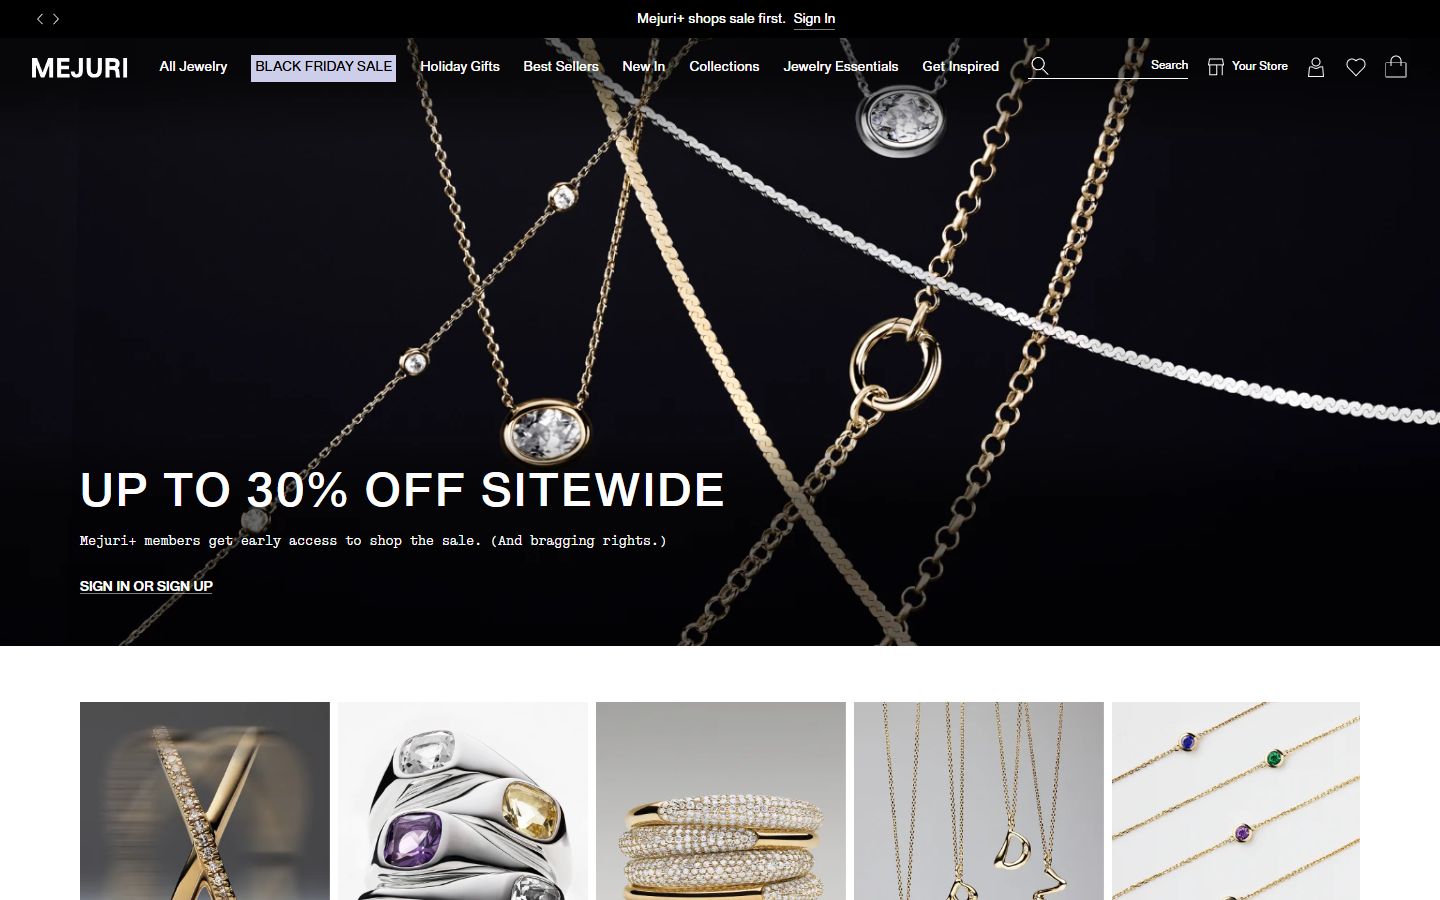 Mejuri+ shops sale first. Sign In
MEJURI All Jewelry BLACK FRIDAY SALE Holiday Gifts Best Sellers New In Collections Jewelry Essentials Get Inspired Search Your Store
UP TO 30% OFF SITEWIDE
Mejuri+ members get early access to shop the sale. (And bragging rights.)
SIGN IN OR SIGN UP